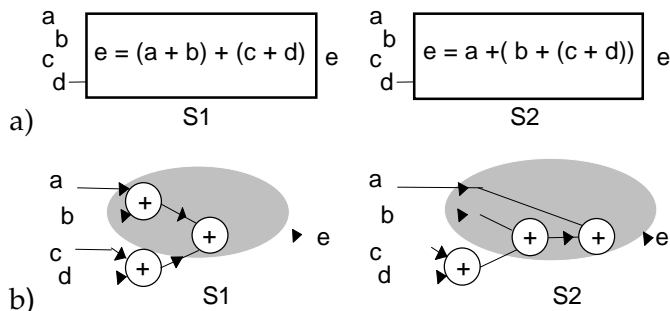 a
b
c
d
e = (a + b) + (c + d)
e
S1
a
b
c
d
e = a +( b + (c + d))
e
S2
a)
a
b
c
d
+
+
+
e
S1
a
b
c
d
+
+
+
e
S2
b)